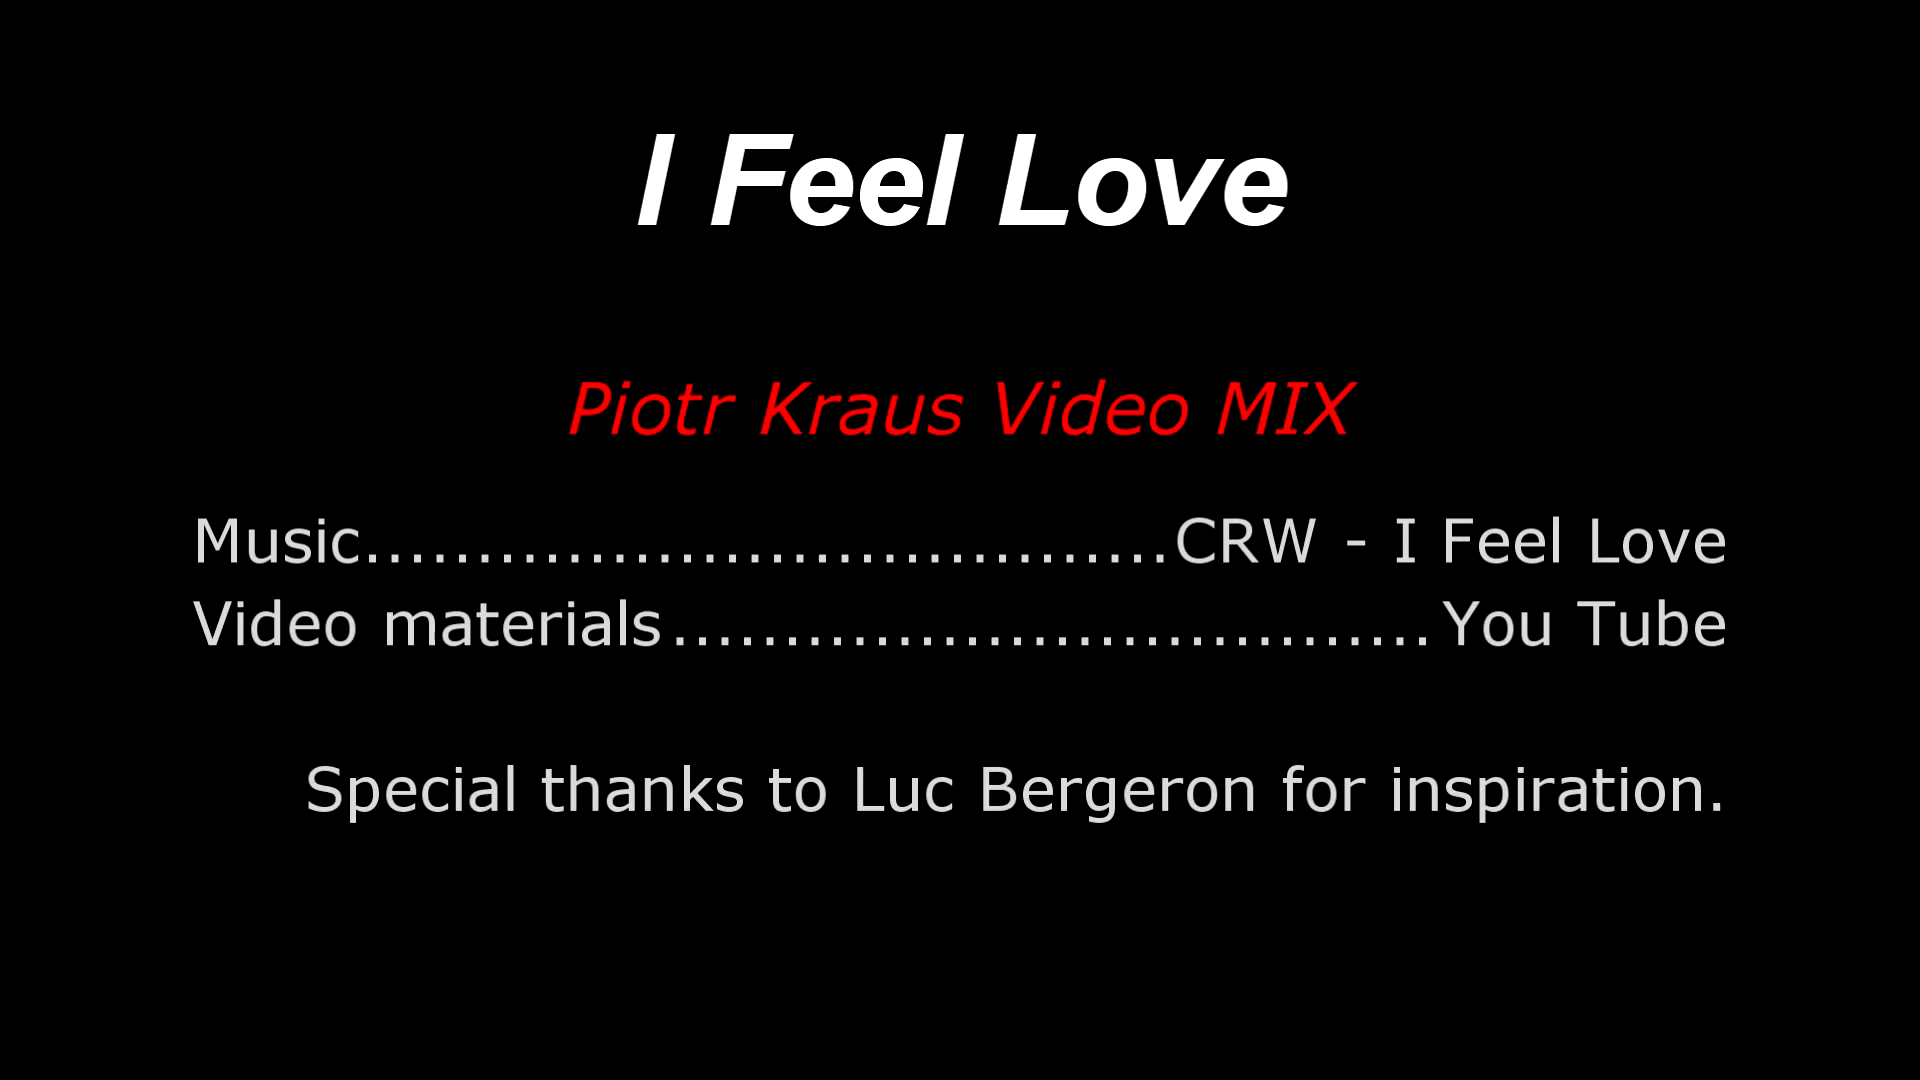 I Feel Love
Piotr Kraus Video MIX
Music....................................CRW - I Feel Love
Video materials..................................You Tube
Special thanks to Luc Bergeron for inspiration.